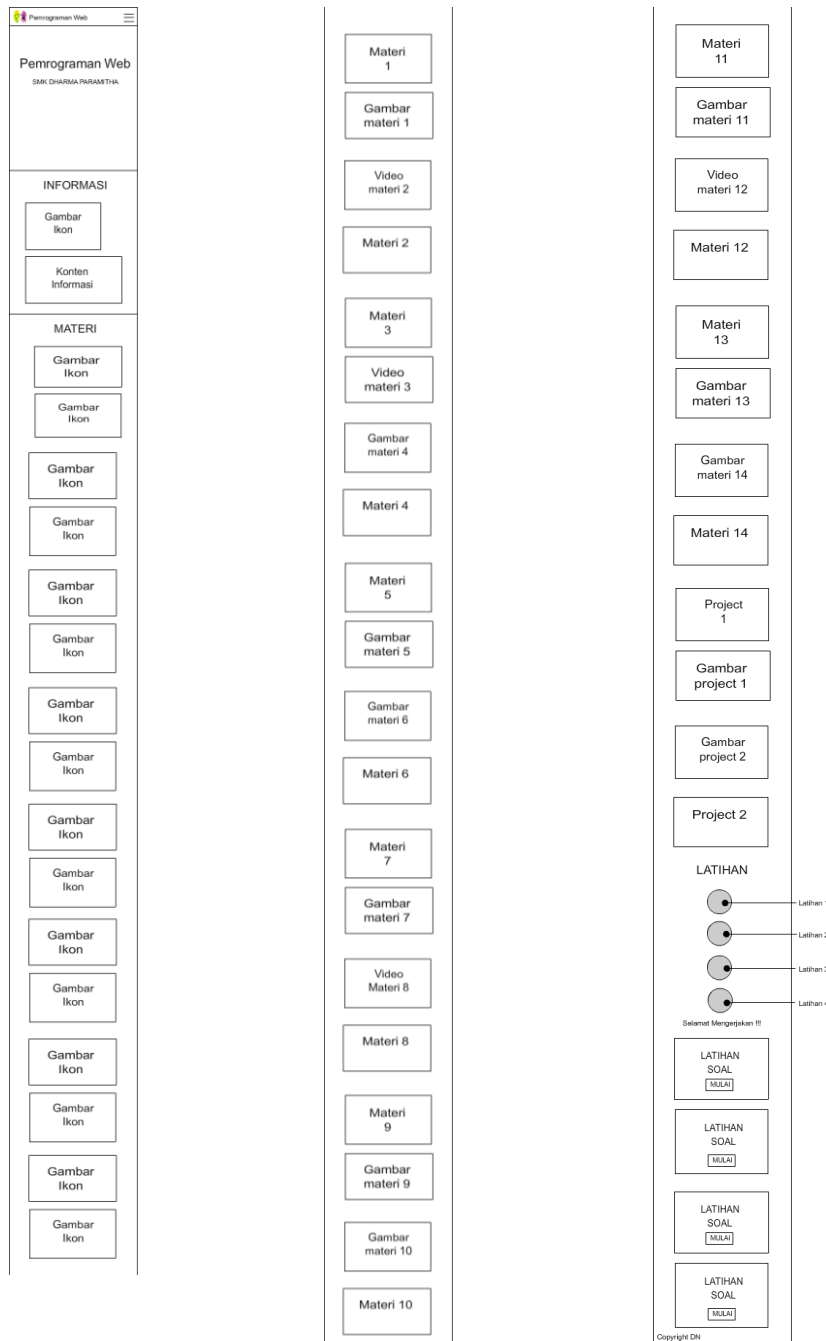 Pemrograman Web
Pemrograman Web
SMK DHARMA PARAMITHA
INFORMASI
Gambar
Ikon
Konten
Informasi
MATERI
Gambar
Ikon
Gambar
Ikon
Gambar
Ikon
Gambar
Ikon
Gambar
Ikon
Gambar
Ikon
Gambar
Ikon
Gambar
Ikon
Gambar
Ikon
Gambar
Ikon
Gambar
Ikon
Gambar
Ikon
Gambar
Ikon
Gambar
Ikon
Gambar
Ikon
Gambar
Ikon
Materi
1
Gambar
materi 1
Video
materi 2
Materi 2
Materi
3
Video
materi 3
Gambar
materi 4
Materi 4
Materi
5
Gambar
materi 5
Gambar
materi 6
Materi 6
Materi
7
Gambar
materi 7
Video
Materi 8
Materi 8
Materi
9
Gambar
materi 9
Gambar
materi 10
Materi 10
Materi
11
Gambar
materi 11
Video
materi 12
Materi 12
Materi
13
Gambar
materi 13
Gambar
materi 14
Materi 14
Project
1
Gambar
project 1
Gambar
project 2
Project 2
LATIHAN
Latihan 1
Latihan 2
Latihan 3
Latihan
Selamat Mengerjakan !!!
LATIHAN
SOAL
MULAI
LATIHAN
SOAL
MULAI
LATIHAN
SOAL
MULAI
LATIHAN
SOAL
MULAI
Copyright DN